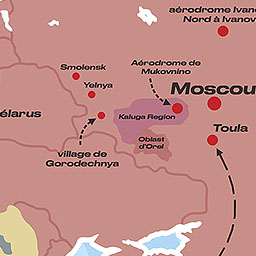 aérodrome Ivano
Nord à Ivanov
Smolensk
Aérodrome de
Mukovnino
Yelnya
Moscou
élarus
Kaluga Region
Toula
Oblast
d'Orel
village de
Gorodechnya